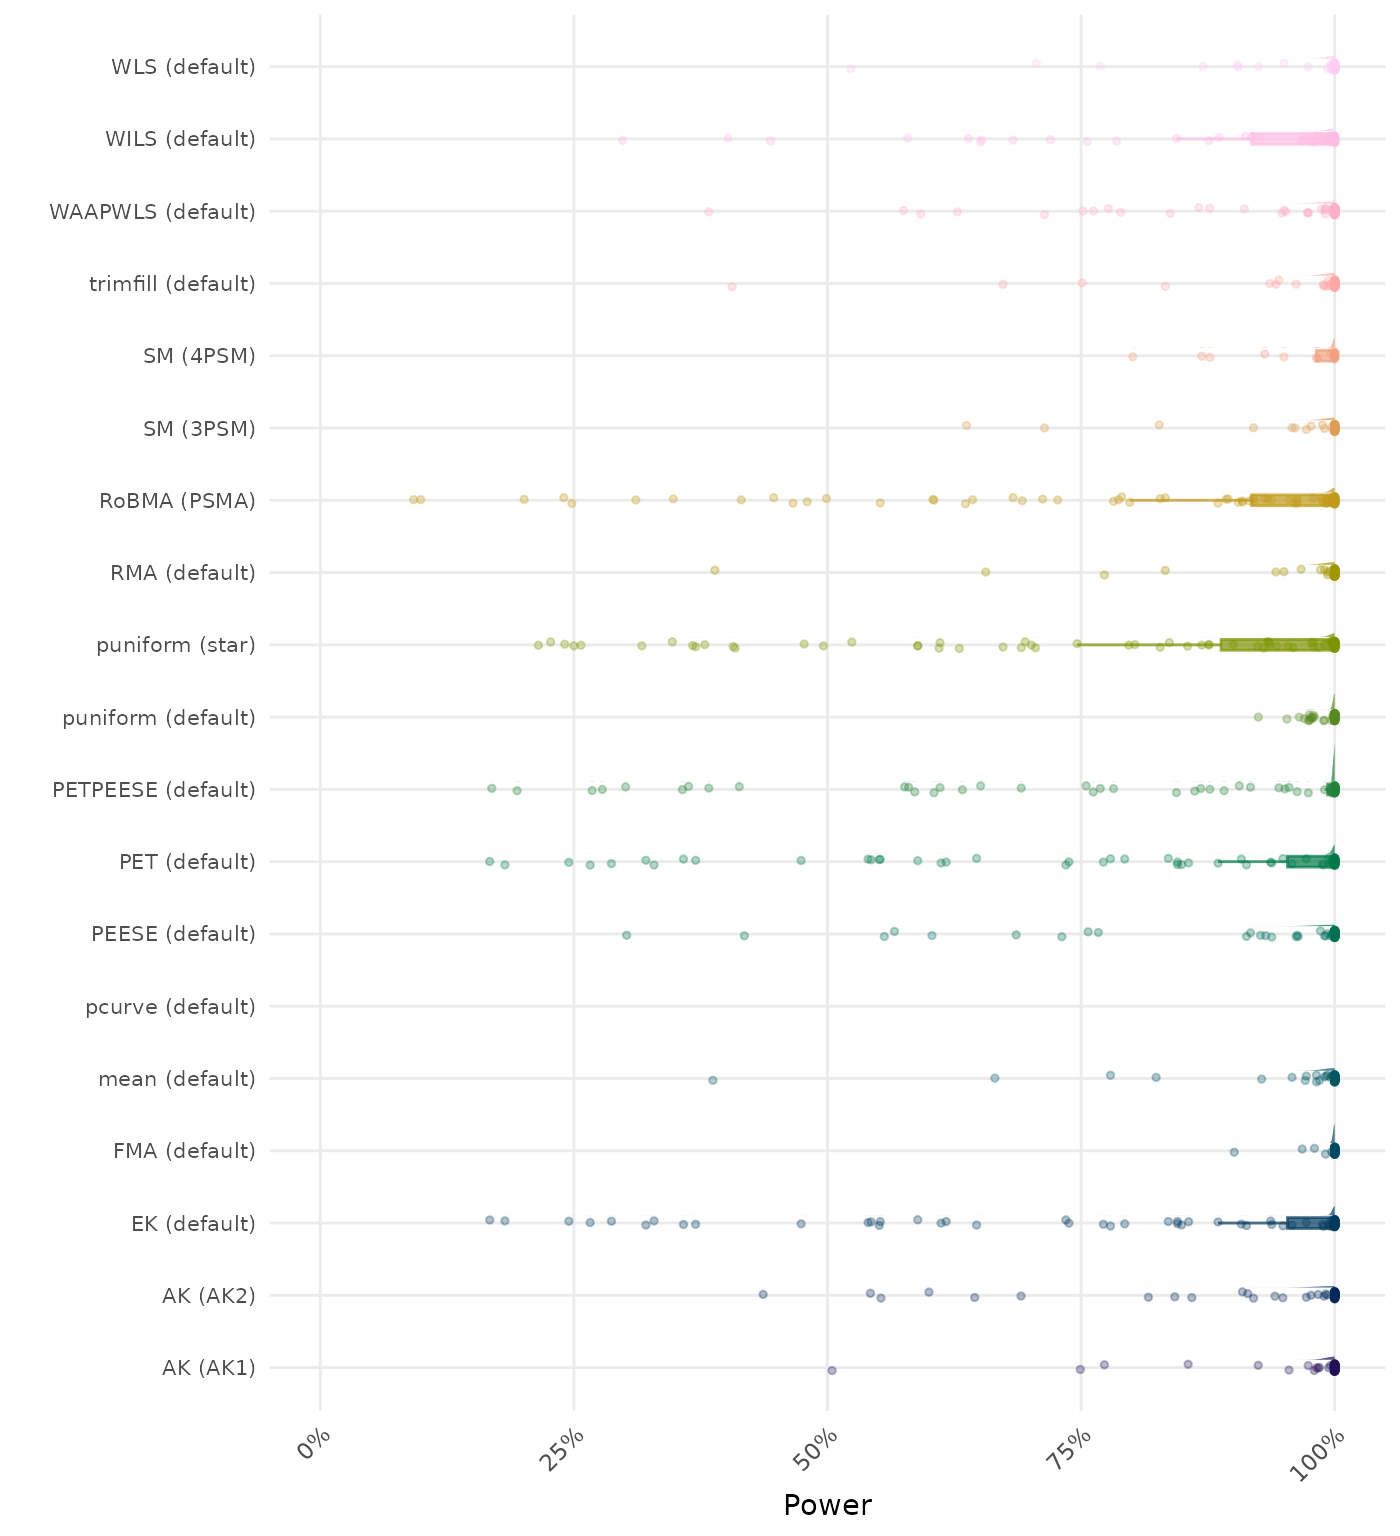 WLS (default)
WILS (default)
WAAPWLS (default)
trimfill (default)
SM (4PSM)
SM (3PSM)
RoBMA (PSMA)
RMA (default)
puniform (star)
puniform (default)
PETPEESE (default)
PET (default)
PEESE (default)
pcurve (default)
mean (default)
FMA (default)
EK (default)
AK (AK2)
AK (AK1)
0%
25%
50%
75%
100%
Power